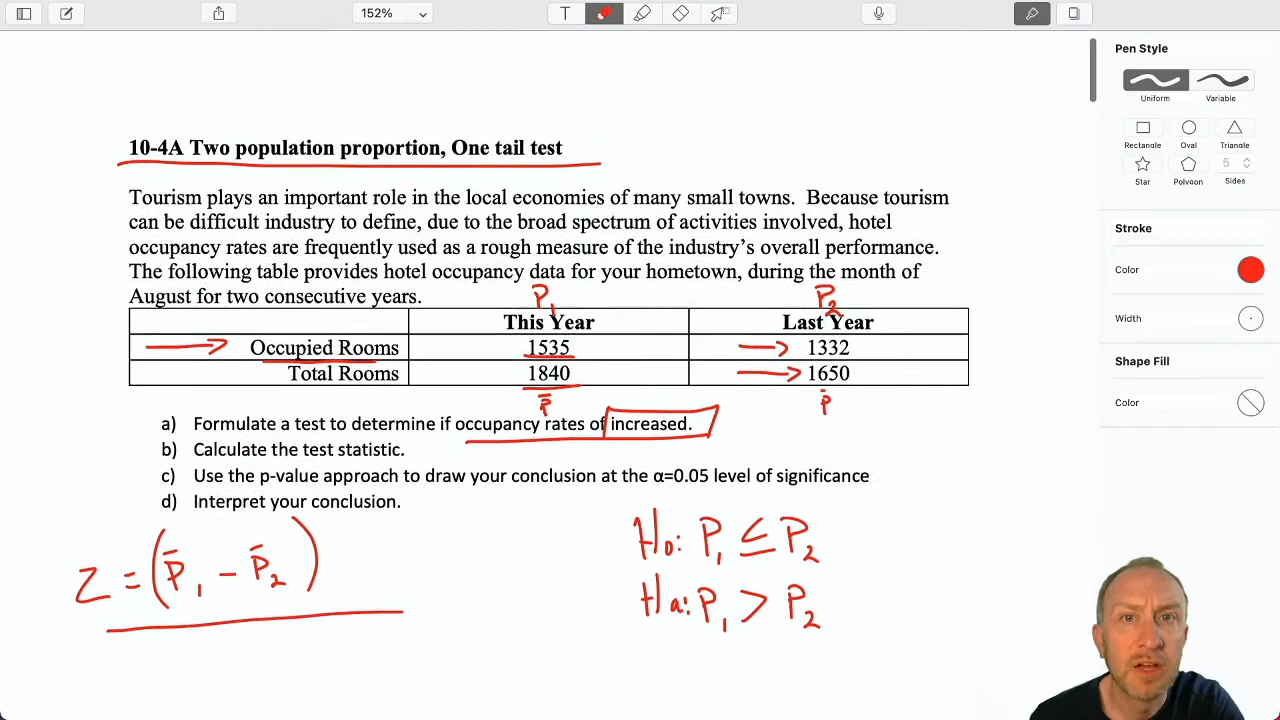 152%
T
Pen Style
Uniform Variable
Rectangle Oval Triangle
Star Polygon Sides
5
Stroke
Color
Width
Shape Fill
Color
10-4A Two population proportion, One tail test
Tourism plays an important role in the local economies of many small towns. Because tourism
can be difficult industry to define, due to the broad spectrum of activities involved, hotel
occupancy rates are frequently used as a rough measure of the industry’s overall performance.
The following table provides hotel occupancy data for your hometown, during the month of
August for two consecutive years.
P₁ P₂
This Year Last Year
Occupied Rooms 1535 1332
Total Rooms 1840 1650
p̄ p̄
a) Formulate a test to determine if occupancy rates of increased.
b) Calculate the test statistic.
c) Use the p-value approach to draw your conclusion at the α=0.05 level of significance
d) Interpret your conclusion.
H₀: P₁ ≤ P₂
Hₐ: P₁ > P₂
Z = (p̄₁ - p̄₂)